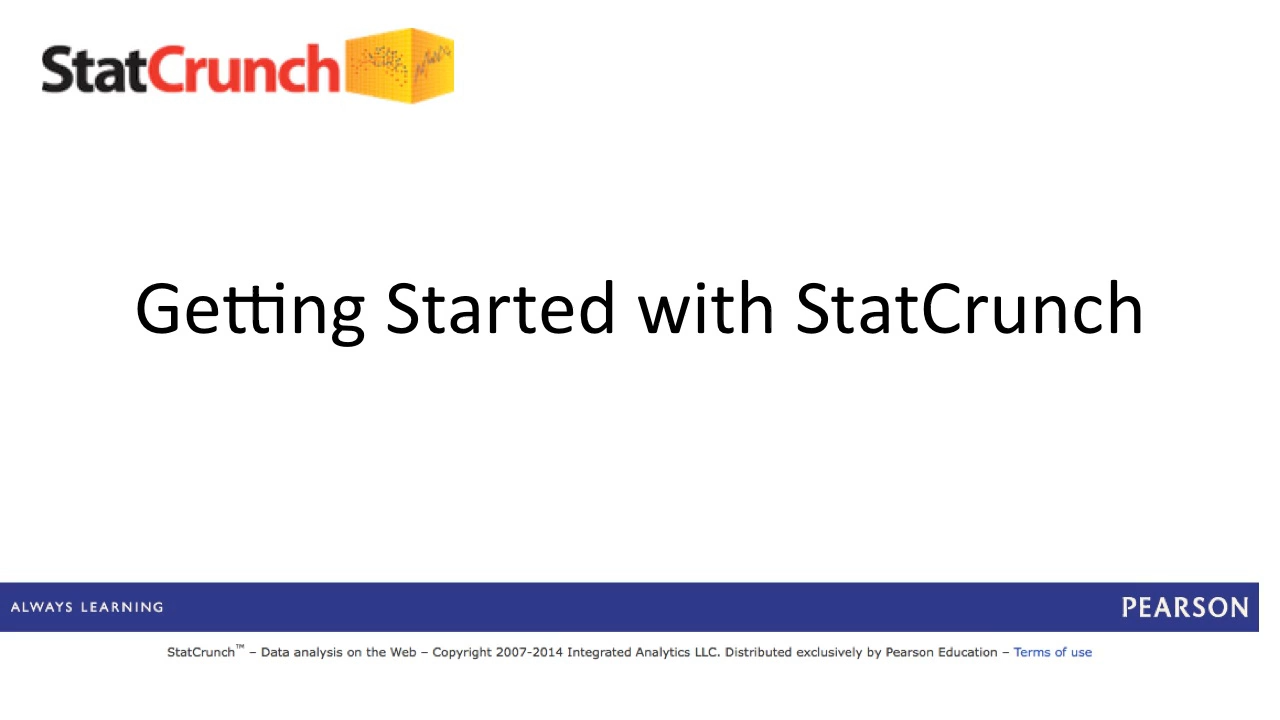 StatCrunch
Getting Started with StatCrunch
ALWAYS LEARNING
PEARSON
StatCrunch™ – Data analysis on the Web – Copyright 2007-2014 Integrated Analytics LLC. Distributed exclusively by Pearson Education – Terms of use